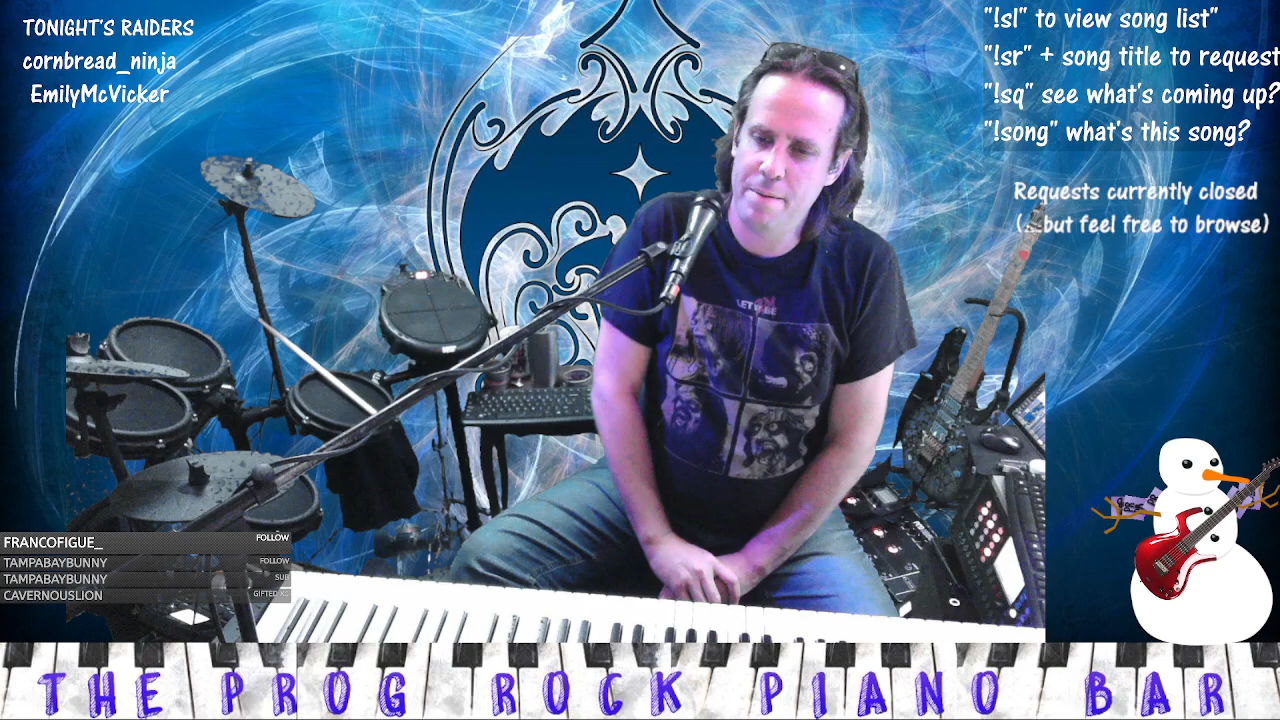 TONIGHT'S RAIDERS
cornbread_ninja
EmilyMcVicker
"!sl" to view song list"
"!sr" + song title to request
"!sq" see what's coming up?
"!song" what's this song?
Requests currently closed
(...but feel free to browse)
FRANCOFIGUE_ FOLLOW
TAMPABAYBUNNY FOLLOW
TAMPABAYBUNNY SUB
CAVERNOUSLION GIFTED
THE PROG ROCK PIANO BAR